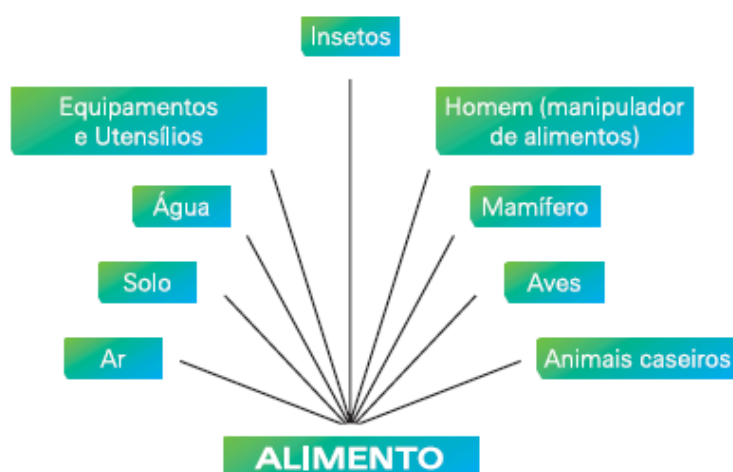 Insetos
Equipamentos
e Utensílios
Homem (manipulador
de alimentos)
Água
Mamífero
Solo
Aves
Ar
Animais caseiros
ALIMENTO